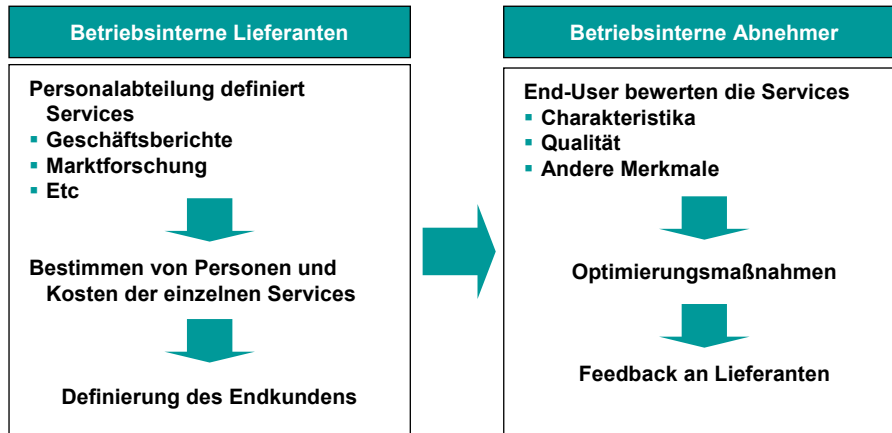 Betriebsinterne Lieferanten
Personalabteilung definiert
Services
▪ Geschäftsberichte
▪ Marktforschung
▪ Etc
Bestimmen von Personen und
Kosten der einzelnen Services
Definierung des Endkundens
Betriebsinterne Abnehmer
End-User bewerten die Services
▪ Charakteristika
▪ Qualität
▪ Andere Merkmale
Optimierungsmaßnahmen
Feedback an Lieferanten